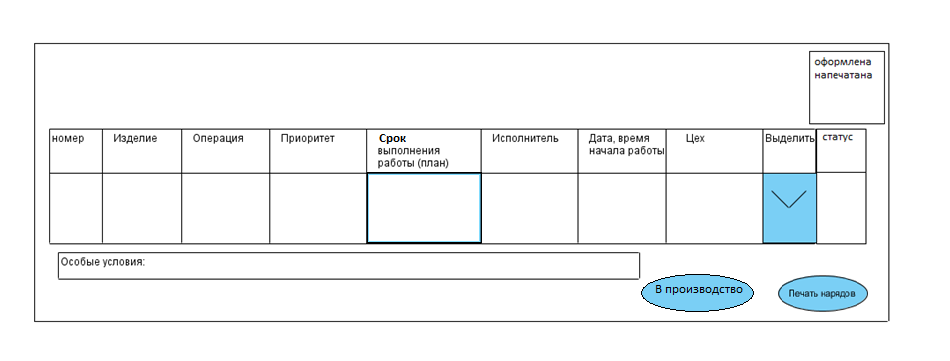 оформлена
напечатана
номер
Изделие
Операция
Приоритет
Срок
выполнения
работы (план)
Исполнитель
Дата, время
начала работы
Цех
Выделить
статус
Особые условия:
В производство
Печать нарядов